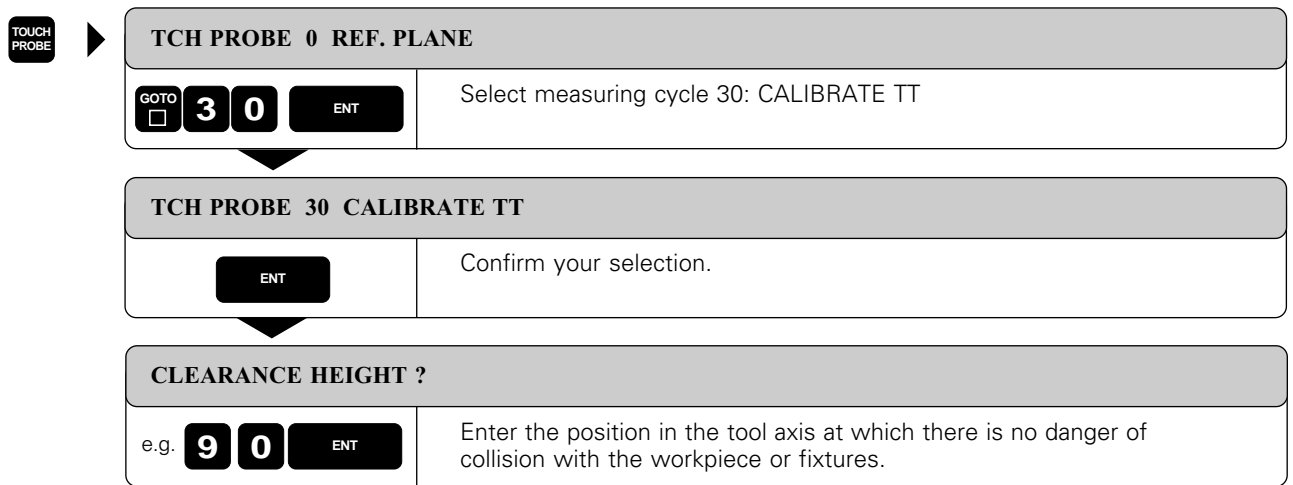 TOUCH
PROBE
TCH PROBE 0 REF. PLANE
GOTO 3 0 ENT
Select measuring cycle 30: CALIBRATE TT
TCH PROBE 30 CALIBRATE TT
ENT
Confirm your selection.
CLEARANCE HEIGHT ?
e.g. 9 0 ENT
Enter the position in the tool axis at which there is no danger of
collision with the workpiece or fixtures.